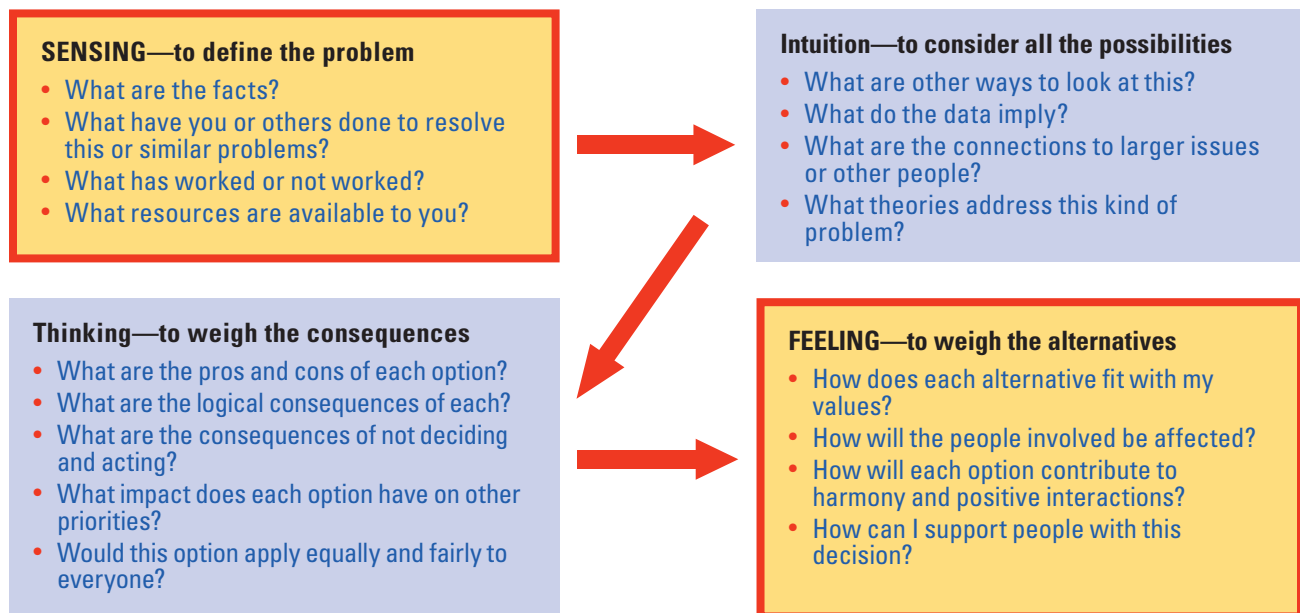 SENSING—to define the problem
• What are the facts?
• What have you or others done to resolve
this or similar problems?
• What has worked or not worked?
• What resources are available to you?
Intuition—to consider all the possibilities
• What are other ways to look at this?
• What do the data imply?
• What are the connections to larger issues
or other people?
• What theories address this kind of
problem?
Thinking—to weigh the consequences
• What are the pros and cons of each option?
• What are the logical consequences of each?
• What are the consequences of not deciding
and acting?
• What impact does each option have on other
priorities?
• Would this option apply equally and fairly to
everyone?
FEELING—to weigh the alternatives
• How does each alternative fit with my
values?
• How will the people involved be affected?
• How will each option contribute to
harmony and positive interactions?
• How can I support people with this
decision?